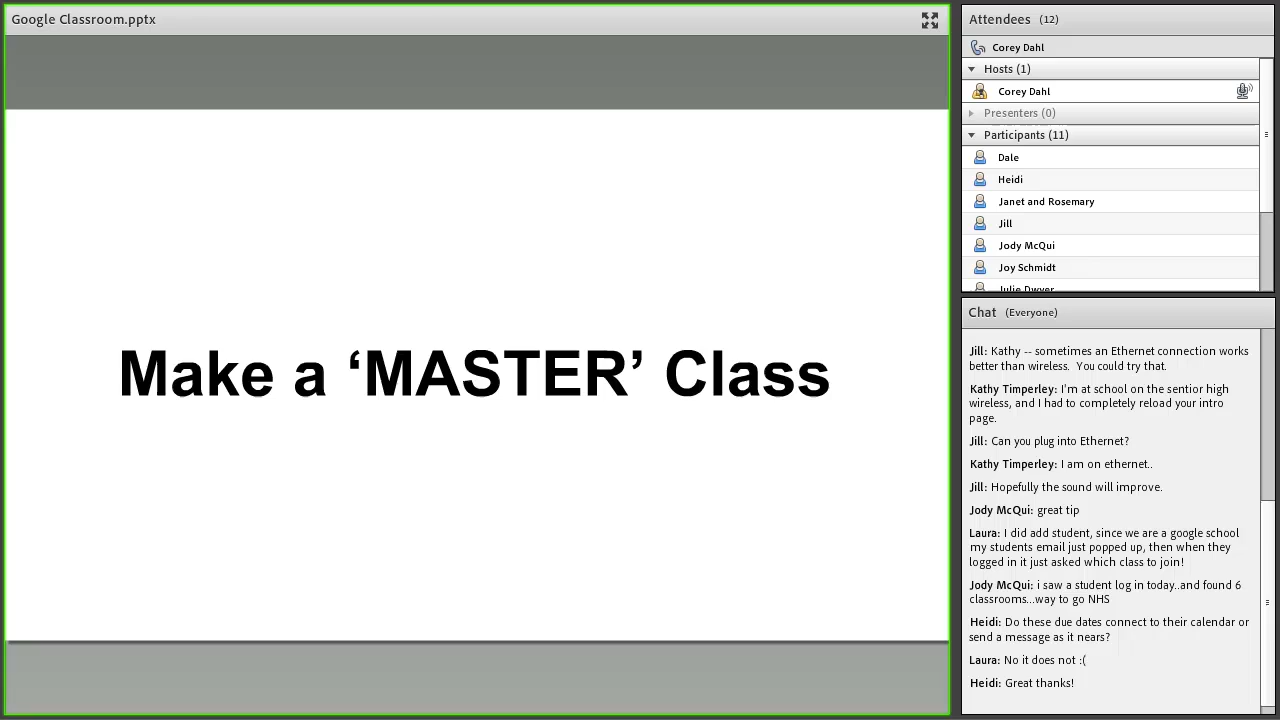 Google Classroom.pptx
Make a ‘MASTER’ Class
Attendees (12)
Corey Dahl
Hosts (1)
Corey Dahl
Presenters (0)
Participants (11)
Dale
Heidi
Janet and Rosemary
Jill
Jody McQui
Joy Schmidt
Julie Dwyer
Chat (Everyone)
Jill: Kathy -- sometimes an Ethernet connection works
better than wireless. You could try that.
Kathy Timperley: I'm at school on the sentior high
wireless, and I had to completely reload your intro
page.
Jill: Can you plug into Ethernet?
Kathy Timperley: I am on ethernet..
Jill: Hopefully the sound will improve.
Jody McQui: great tip
Laura: I did add student, since we are a google school
my students email just popped up, then when they
logged in it just asked which class to join!
Jody McQui: i saw a student log in today..and found 6
classrooms...way to go NHS
Heidi: Do these due dates connect to their calendar or
send a message as it nears?
Laura: No it does not :(
Heidi: Great thanks!